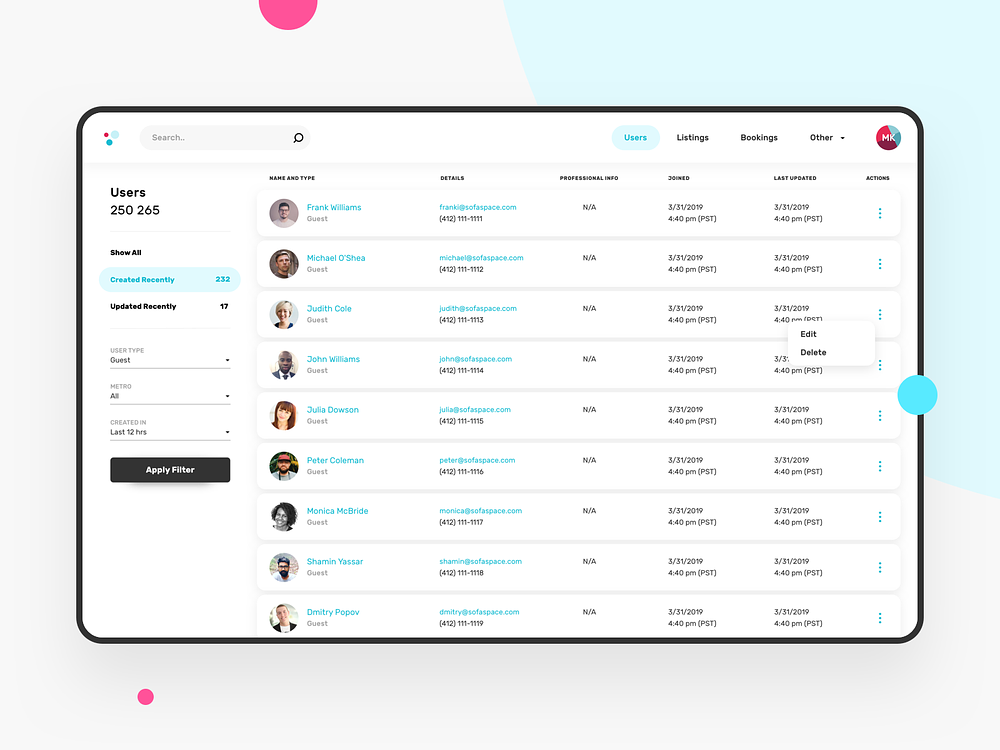 Search..
Users
Listings
Bookings
Other
MK
Users
250 265
Show All
Created Recently 232
Updated Recently 17
USER TYPE
Guest
METRO
All
CREATED IN
Last 12 hrs
Apply Filter
NAME AND TYPE DETAILS PROFESSIONAL INFO JOINED LAST UPDATED ACTIONS
Frank Williams franki@sofaspace.com N/A 3/31/2019 3/31/2019
Guest (412) 111-1111 4:40 pm (PST) 4:40 pm (PST)
Michael O'Shea michael@sofaspace.com N/A 3/31/2019 3/31/2019
Guest (412) 111-1112 4:40 pm (PST) 4:40 pm (PST)
Judith Cole judith@sofaspace.com N/A 3/31/2019 3/31/2019
Guest (412) 111-1113 4:40 pm (PST) 4:40 pm (PST)
Edit
Delete
John Williams john@sofaspace.com N/A 3/31/2019 3/31
Guest (412) 111-1114 4:40 pm (PST) 4:40 pm (PST)
Julia Dowson julia@sofaspace.com N/A 3/31/2019 3/31/2019
Guest (412) 111-1115 4:40 pm (PST) 4:40 pm (PST)
Peter Coleman peter@sofaspace.com N/A 3/31/2019 3/31/2019
Guest (412) 111-1116 4:40 pm (PST) 4:40 pm (PST)
Monica McBride monica@sofaspace.com N/A 3/31/2019 3/31/2019
Guest (412) 111-1117 4:40 pm (PST) 4:40 pm (PST)
Shamin Yassar shamin@sofaspace.com N/A 3/31/2019 3/31/2019
Guest (412) 111-1118 4:40 pm (PST) 4:40 pm (PST)
Dmitry Popov dmitry@sofaspace.com N/A 3/31/2019 3/31/2019
Guest (412) 111-1119 4:40 pm (PST) 4:40 pm (PST)